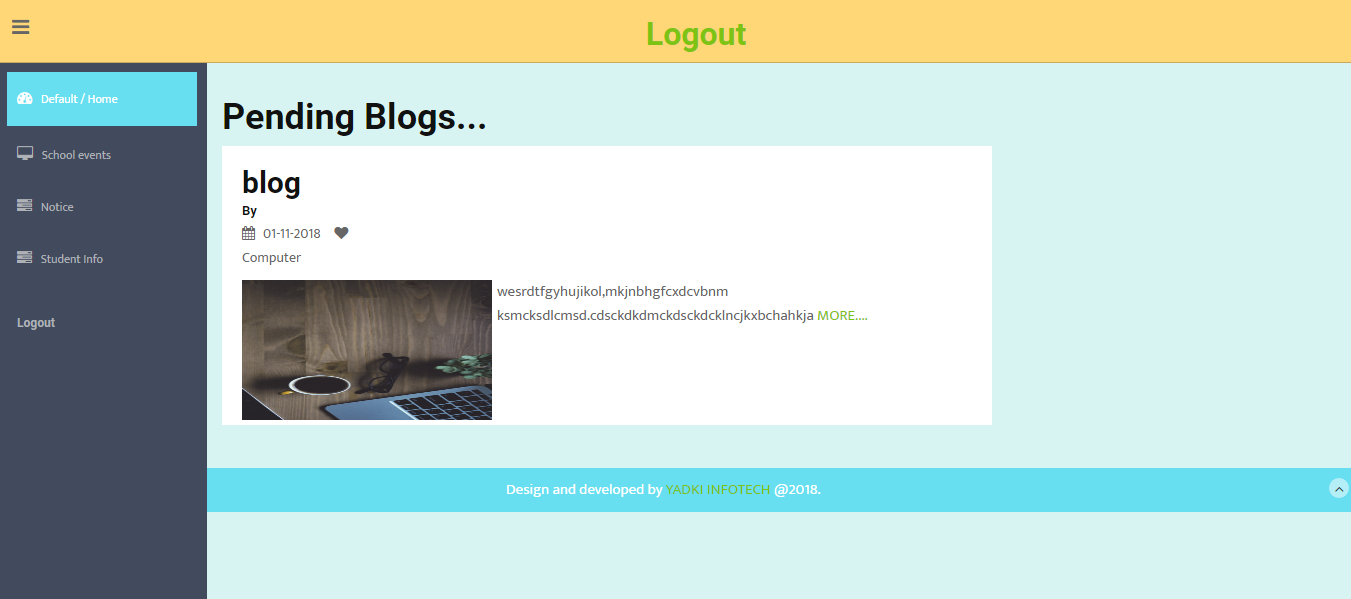 Logout
Default / Home
School events
Notice
Student Info
Logout
Pending Blogs...
blog
By
01-11-2018
Computer
wesrdtfgyhujikol,mkjnbhgfcxdcvbnm
ksmcksdlcmsd.cdsckdkdmckdsckdcklncjkxbchahkja MORE....
Design and developed by YADKI INFOTECH @2018.